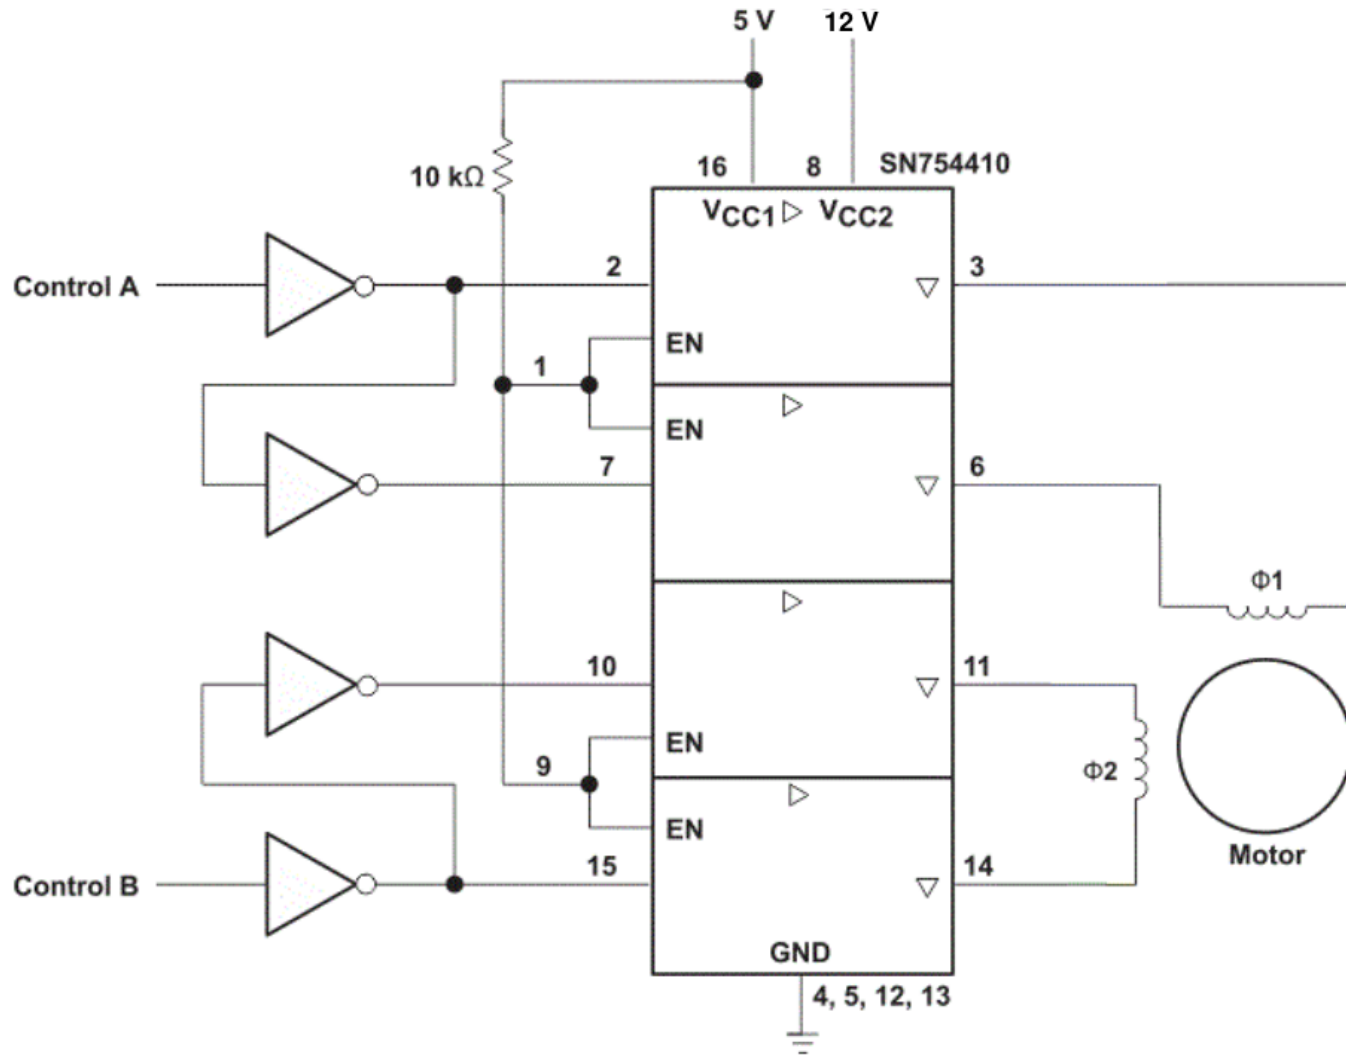 5 V
12 V
16
8
SN754410
10 kΩ
VCC1
VCC2
Control A
2
3
EN
1
EN
7
6
Φ1
10
11
EN
9
Φ2
EN
Motor
Control B
15
14
GND
4, 5, 12, 13